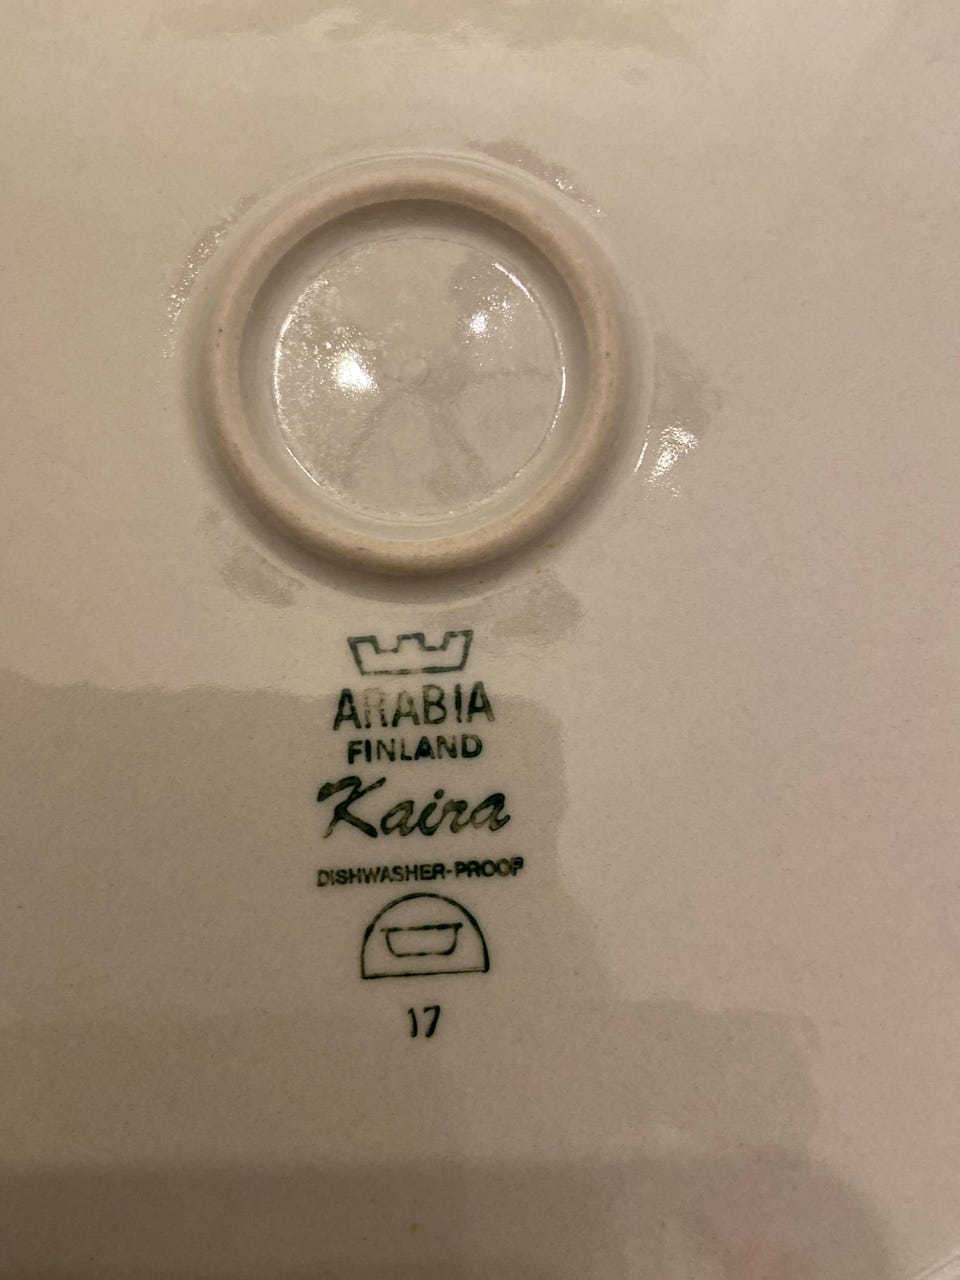 ARABIA
FINLAND
Kaira
DISHWASHER-PROOF
17